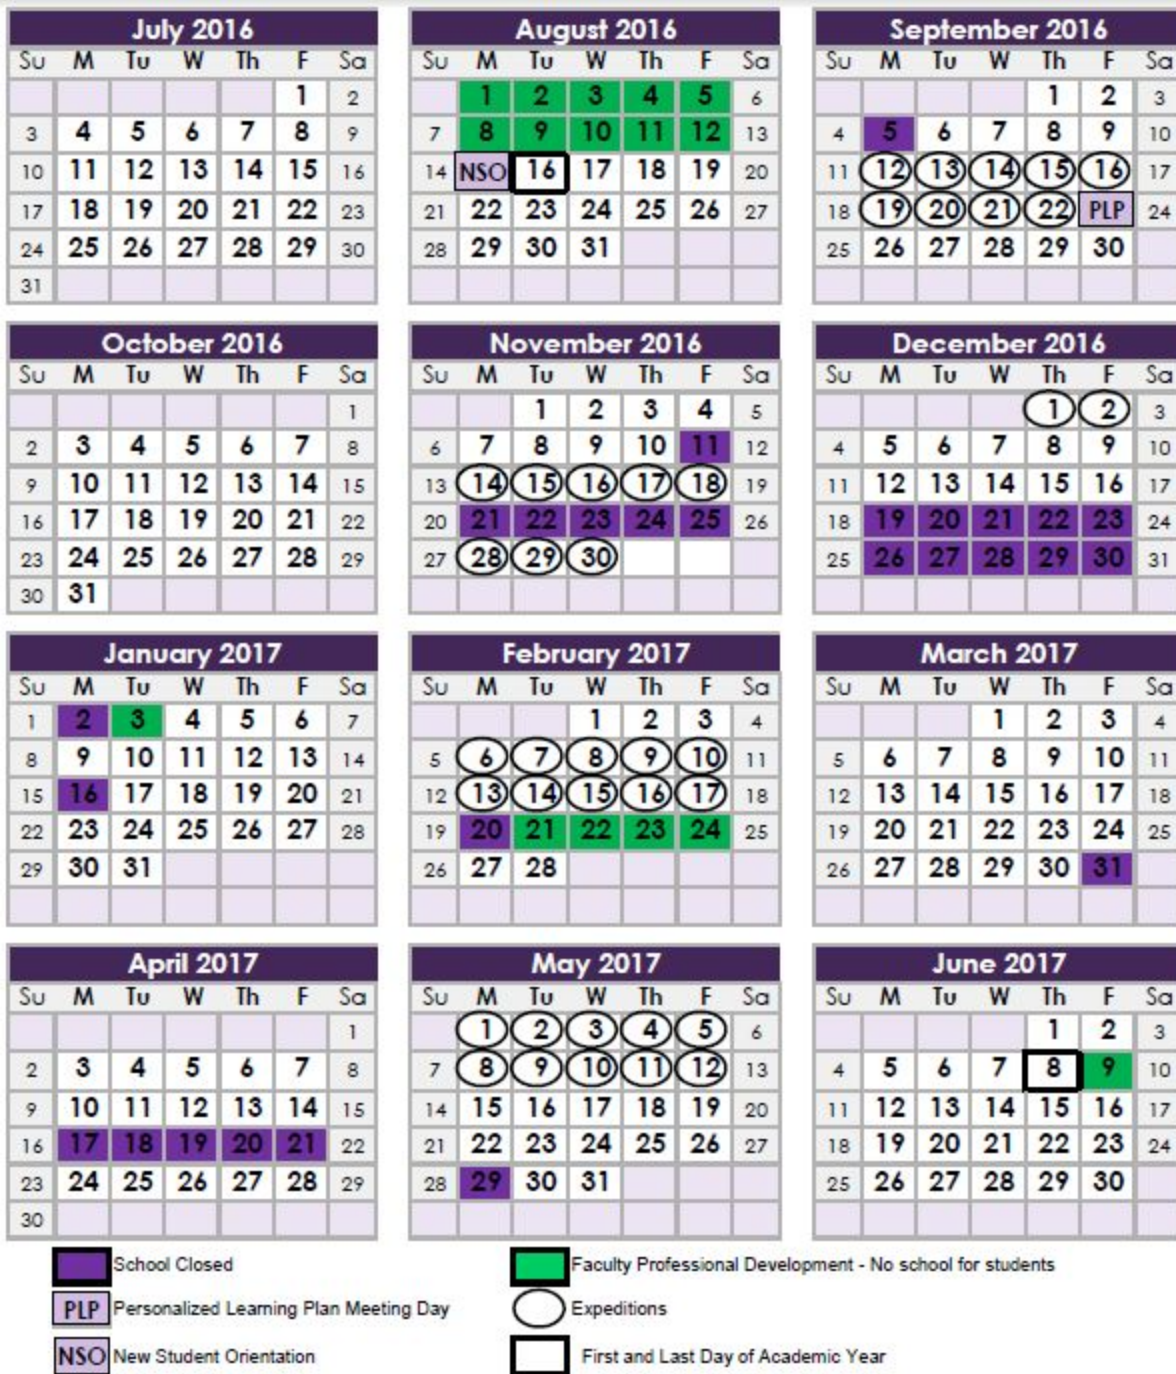 July 2016
Su M Tu W Th F Sa
1 2
3 4 5 6 7 8 9
10 11 12 13 14 15 16
17 18 19 20 21 22 23
24 25 26 27 28 29 30
31
August 2016
Su M Tu W Th F Sa
1 2 3 4 5 6
7 8 9 10 11 12 13
14 NSO 16 17 18 19 20
21 22 23 24 25 26 27
28 29 30 31
September 2016
Su M Tu W Th F Sa
1 2 3
4 5 6 7 8 9 10
11 12 13 14 15 16 17
18 19 20 21 22 PLP 24
25 26 27 28 29 30
October 2016
Su M Tu W Th F Sa
1
2 3 4 5 6 7 8
9 10 11 12 13 14 15
16 17 18 19 20 21 22
23 24 25 26 27 28 29
30 31
November 2016
Su M Tu W Th F Sa
1 2 3 4 5
6 7 8 9 10 11 12
13 14 15 16 17 18 19
20 21 22 23 24 25 26
27 28 29 30
December 2016
Su M Tu W Th F Sa
1 2 3
4 5 6 7 8 9 10
11 12 13 14 15 16 17
18 19 20 21 22 23 24
25 26 27 28 29 30 31
January 2017
Su M Tu W Th F Sa
1 2 3 4 5 6 7
8 9 10 11 12 13 14
15 16 17 18 19 20 21
22 23 24 25 26 27 28
29 30 31
February 2017
Su M Tu W Th F Sa
1 2 3 4
5 6 7 8 9 10 11
12 13 14 15 16 17 18
19 20 21 22 23 24 25
26 27 28
March 2017
Su M Tu W Th F Sa
1 2 3 4
5 6 7 8 9 10 11
12 13 14 15 16 17 18
19 20 21 22 23 24 25
26 27 28 29 30 31
April 2017
Su M Tu W Th F Sa
1
2 3 4 5 6 7 8
9 10 11 12 13 14 15
16 17 18 19 20 21 22
23 24 25 26 27 28 29
30
May 2017
Su M Tu W Th F Sa
1 2 3 4 5 6
7 8 9 10 11 12 13
14 15 16 17 18 19 20
21 22 23 24 25 26 27
28 29 30 31
June 2017
Su M Tu W Th F Sa
1 2 3
4 5 6 7 8 9 10
11 12 13 14 15 16 17
18 19 20 21 22 23 24
25 26 27 28 29 30
School Closed
Faculty Professional Development - No school for students
PLP Personalized Learning Plan Meeting Day
Expeditions
NSO New Student Orientation
First and Last Day of Academic Year